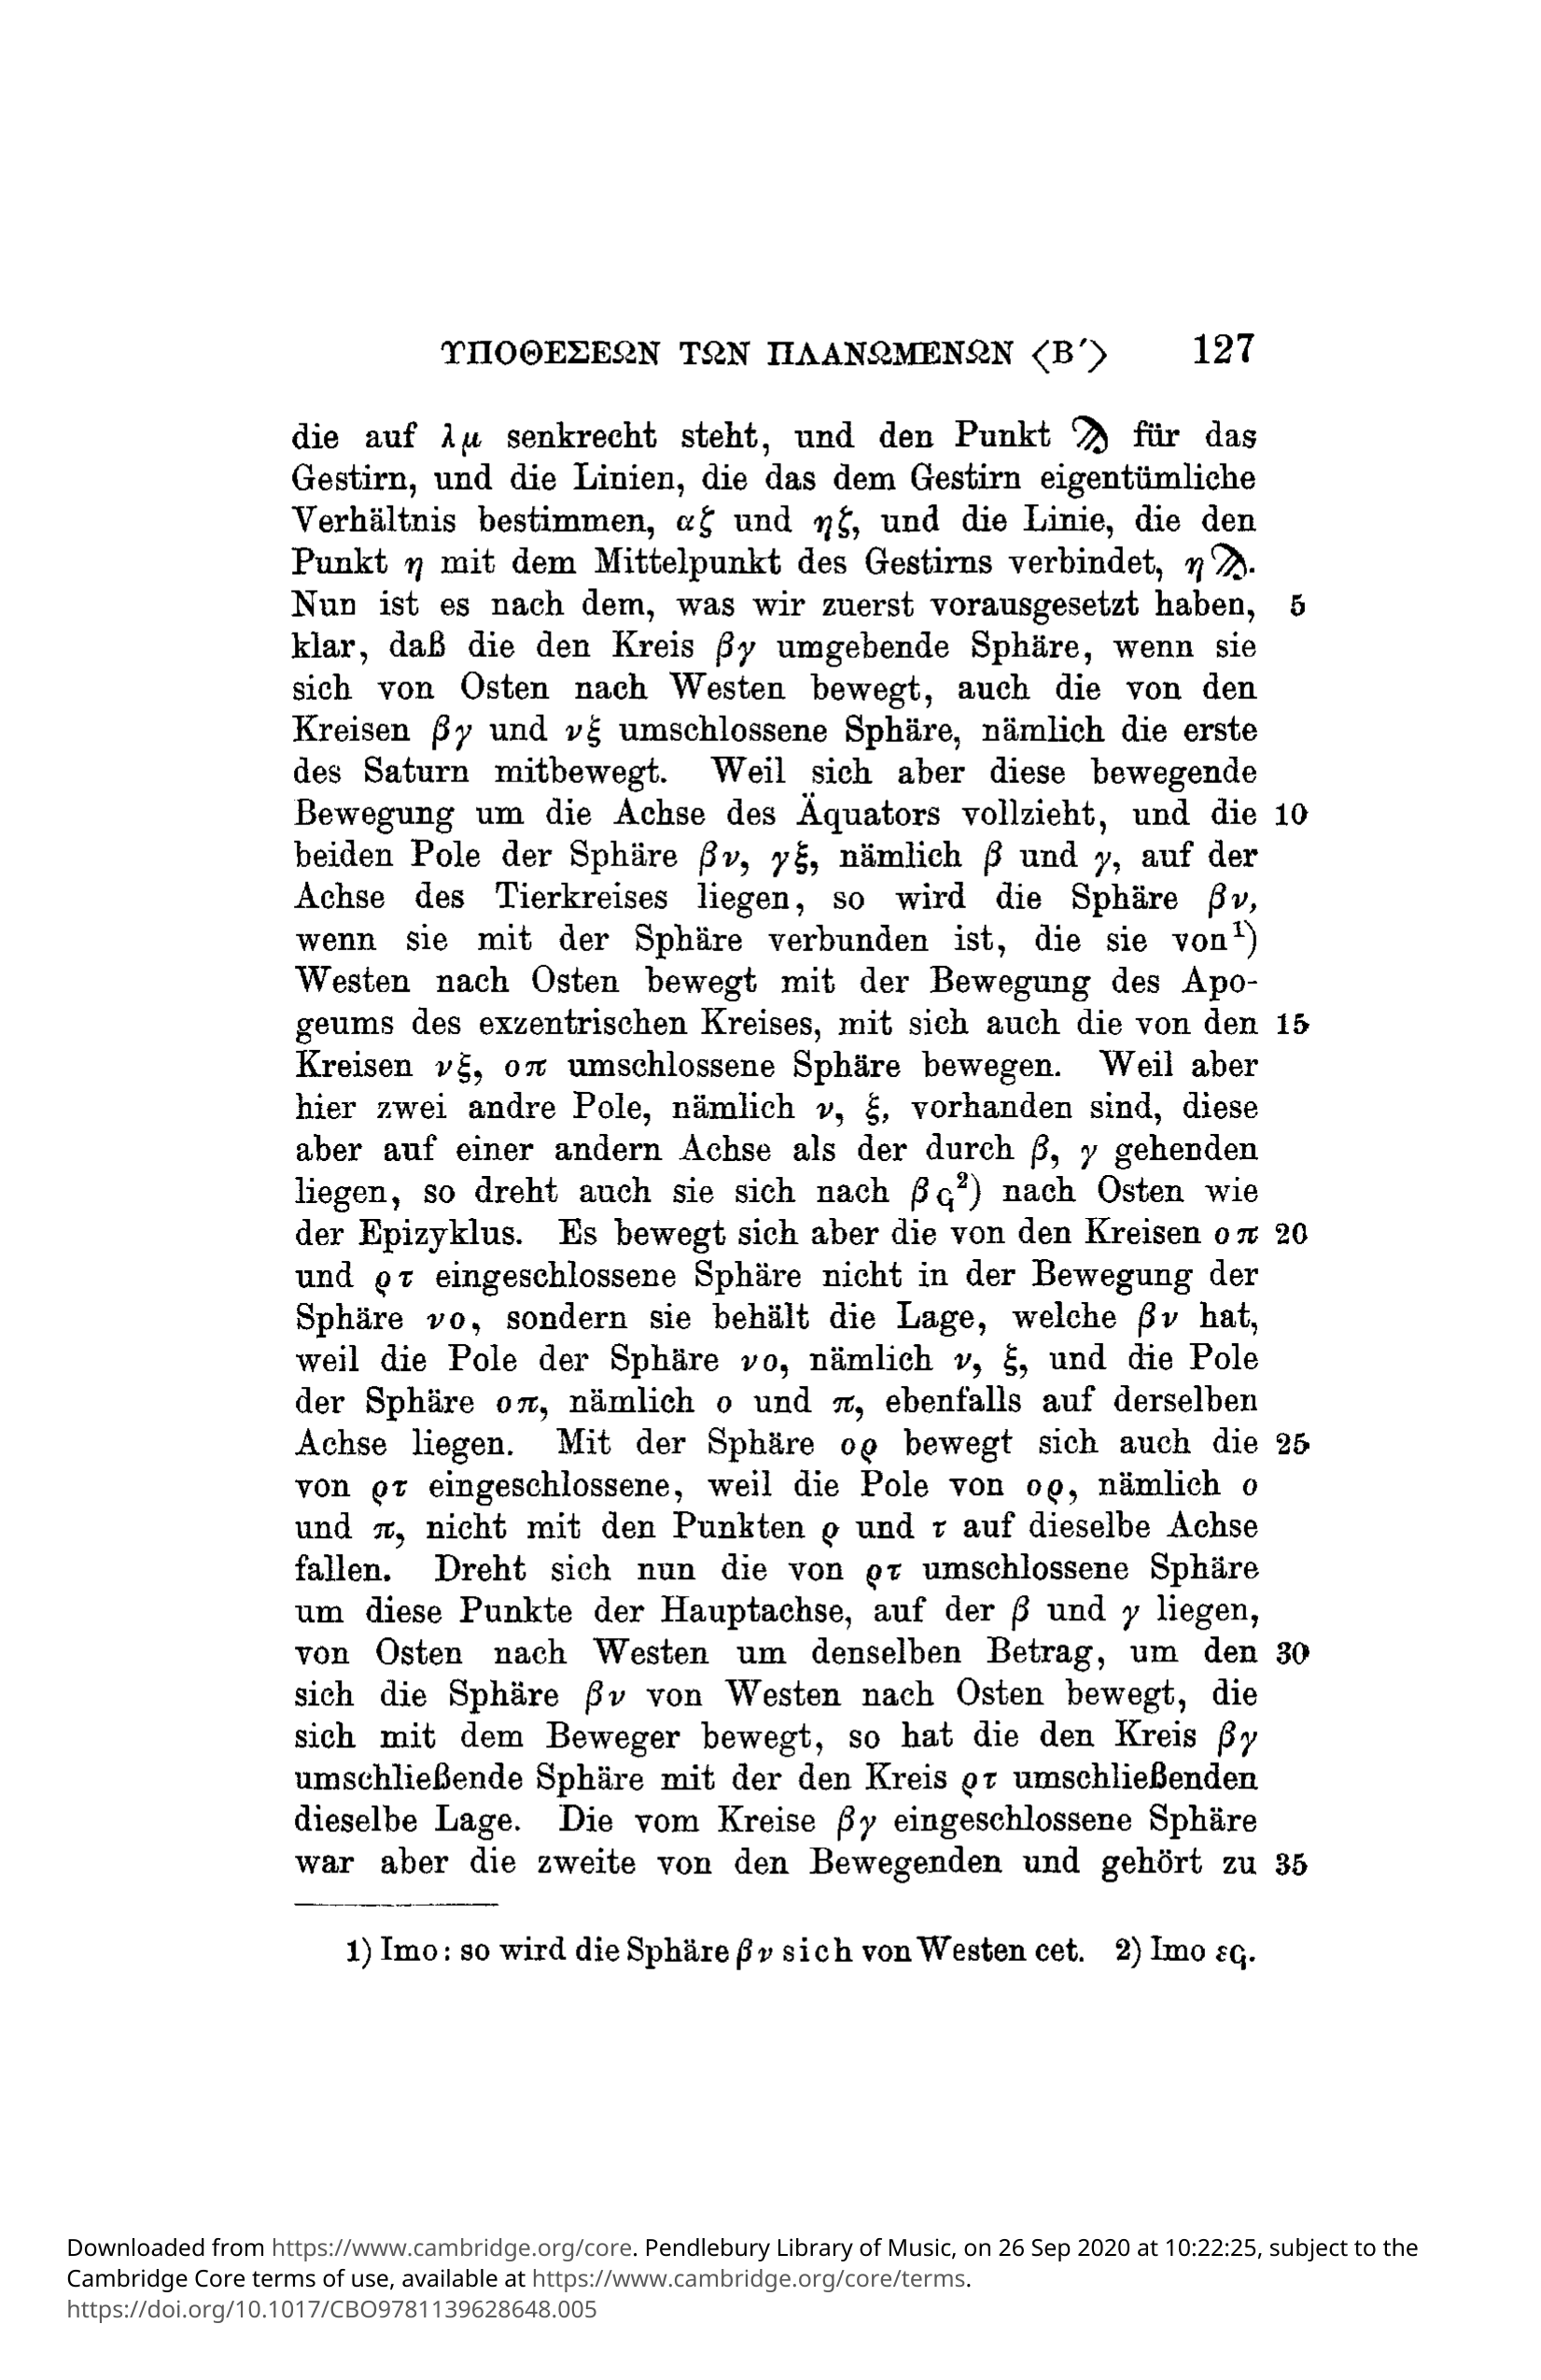 ΥΠΟΘΕΣΕΩΝ ΤΩΝ ΠΛΑΝΩΜΕΝΩΝ ⟨Β′⟩ 127
die auf λμ senkrecht steht, und den Punkt ϡ für das
Gestirn, und die Linien, die das dem Gestirn eigentümliche
Verhältnis bestimmen, αζ und ηζ, und die Linie, die den
Punkt η mit dem Mittelpunkt des Gestirns verbindet, ηϡ.
Nun ist es nach dem, was wir zuerst vorausgesetzt haben, 5
klar, daß die den Kreis βγ umgebende Sphäre, wenn sie
sich von Osten nach Westen bewegt, auch die von den
Kreisen βγ und νξ umschlossene Sphäre, nämlich die erste
des Saturn mitbewegt. Weil sich aber diese bewegende
Bewegung um die Achse des Äquators vollzieht, und die 10
beiden Pole der Sphäre βν, γξ, nämlich β und γ, auf der
Achse des Tierkreises liegen, so wird die Sphäre βν,
wenn sie mit der Sphäre verbunden ist, die sie von¹)
Westen nach Osten bewegt mit der Bewegung des Apo-
geums des exzentrischen Kreises, mit sich auch die von den 15
Kreisen νξ, οπ umschlossene Sphäre bewegen. Weil aber
hier zwei andre Pole, nämlich ν, ξ, vorhanden sind, diese
aber auf einer andern Achse als der durch β, γ gehenden
liegen, so dreht auch sie sich nach βϟ²) nach Osten wie
der Epizyklus. Es bewegt sich aber die von den Kreisen οπ 20
und ϱτ eingeschlossene Sphäre nicht in der Bewegung der
Sphäre νο, sondern sie behält die Lage, welche βν hat,
weil die Pole der Sphäre νο, nämlich ν, ξ, und die Pole
der Sphäre οπ, nämlich ο und π, ebenfalls auf derselben
Achse liegen. Mit der Sphäre οϱ bewegt sich auch die 25
von ϱτ eingeschlossene, weil die Pole von οϱ, nämlich ο
und π, nicht mit den Punkten ϱ und τ auf dieselbe Achse
fallen. Dreht sich nun die von ϱτ umschlossene Sphäre
um diese Punkte der Hauptachse, auf der β und γ liegen,
von Osten nach Westen um denselben Betrag, um den 30
sich die Sphäre βν von Westen nach Osten bewegt, die
sich mit dem Beweger bewegt, so hat die den Kreis βγ
umschließende Sphäre mit der den Kreis ϱτ umschließenden
dieselbe Lage. Die vom Kreise βγ eingeschlossene Sphäre
war aber die zweite von den Bewegenden und gehört zu 35
1) Imo: so wird die Sphäre βν sich von Westen cet. 2) Imo εϟ.
Downloaded from https://www.cambridge.org/core. Pendlebury Library of Music, on 26 Sep 2020 at 10:22:25, subject to the
Cambridge Core terms of use, available at https://www.cambridge.org/core/terms.
https://doi.org/10.1017/CBO9781139628648.005